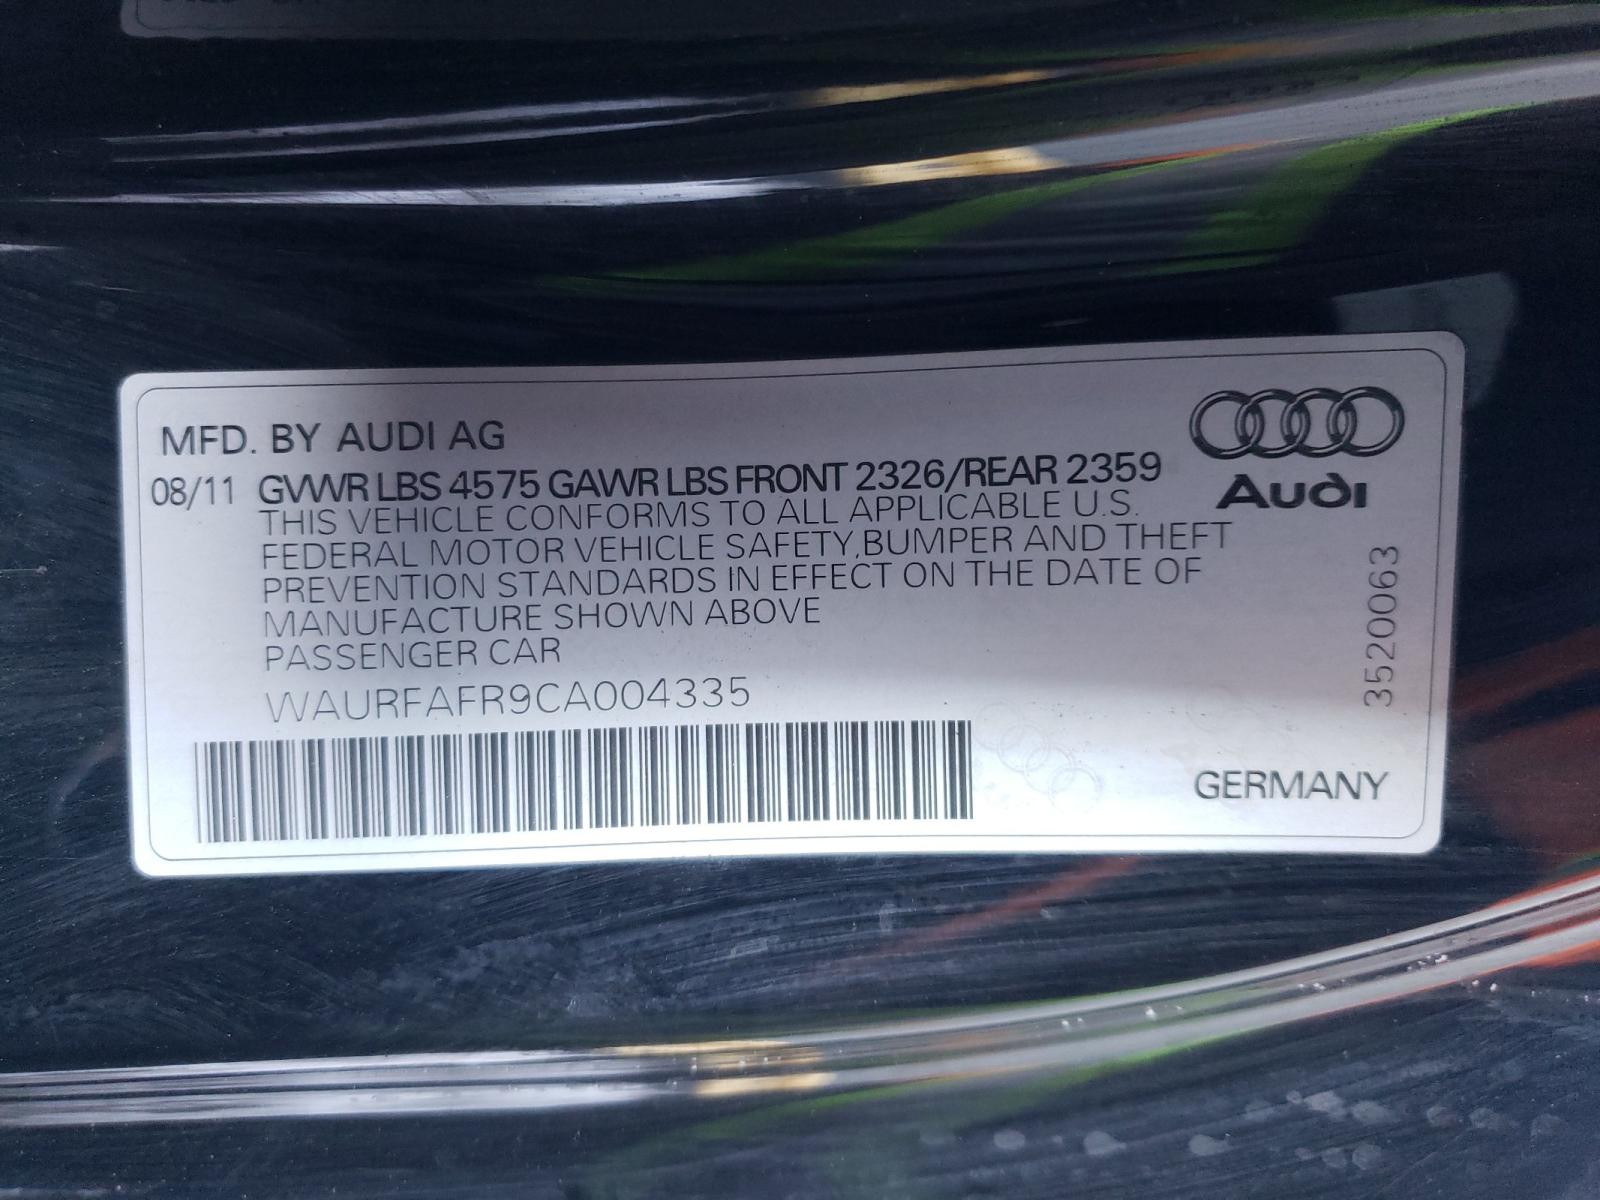 MFD. BY AUDI AG
08/11 GVWR LBS 4575 GAWR LBS FRONT 2326/REAR 2359
THIS VEHICLE CONFORMS TO ALL APPLICABLE U.S.
FEDERAL MOTOR VEHICLE SAFETY,BUMPER AND THEFT
PREVENTION STANDARDS IN EFFECT ON THE DATE OF
MANUFACTURE SHOWN ABOVE
PASSENGER CAR
WAURFAFR9CA004335
Audi
3520063
GERMANY